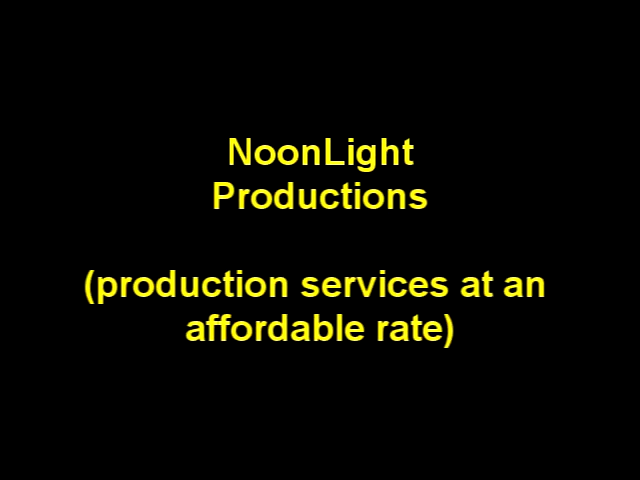 NoonLight
Productions
(production services at an
affordable rate)